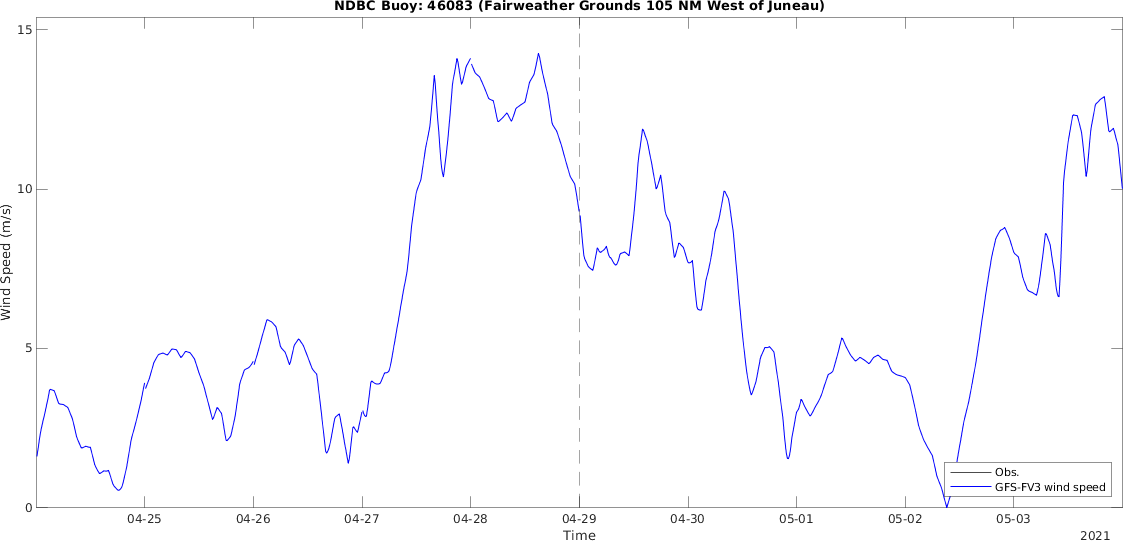 NDBC Buoy: 46083 (Fairweather Grounds 105 NM West of Juneau)
15
10
5
0
Wind Speed (m/s)
04-25 04-26 04-27 04-28 04-29 04-30 05-01 05-02 05-03
Time
2021
Obs.
GFS-FV3 wind speed